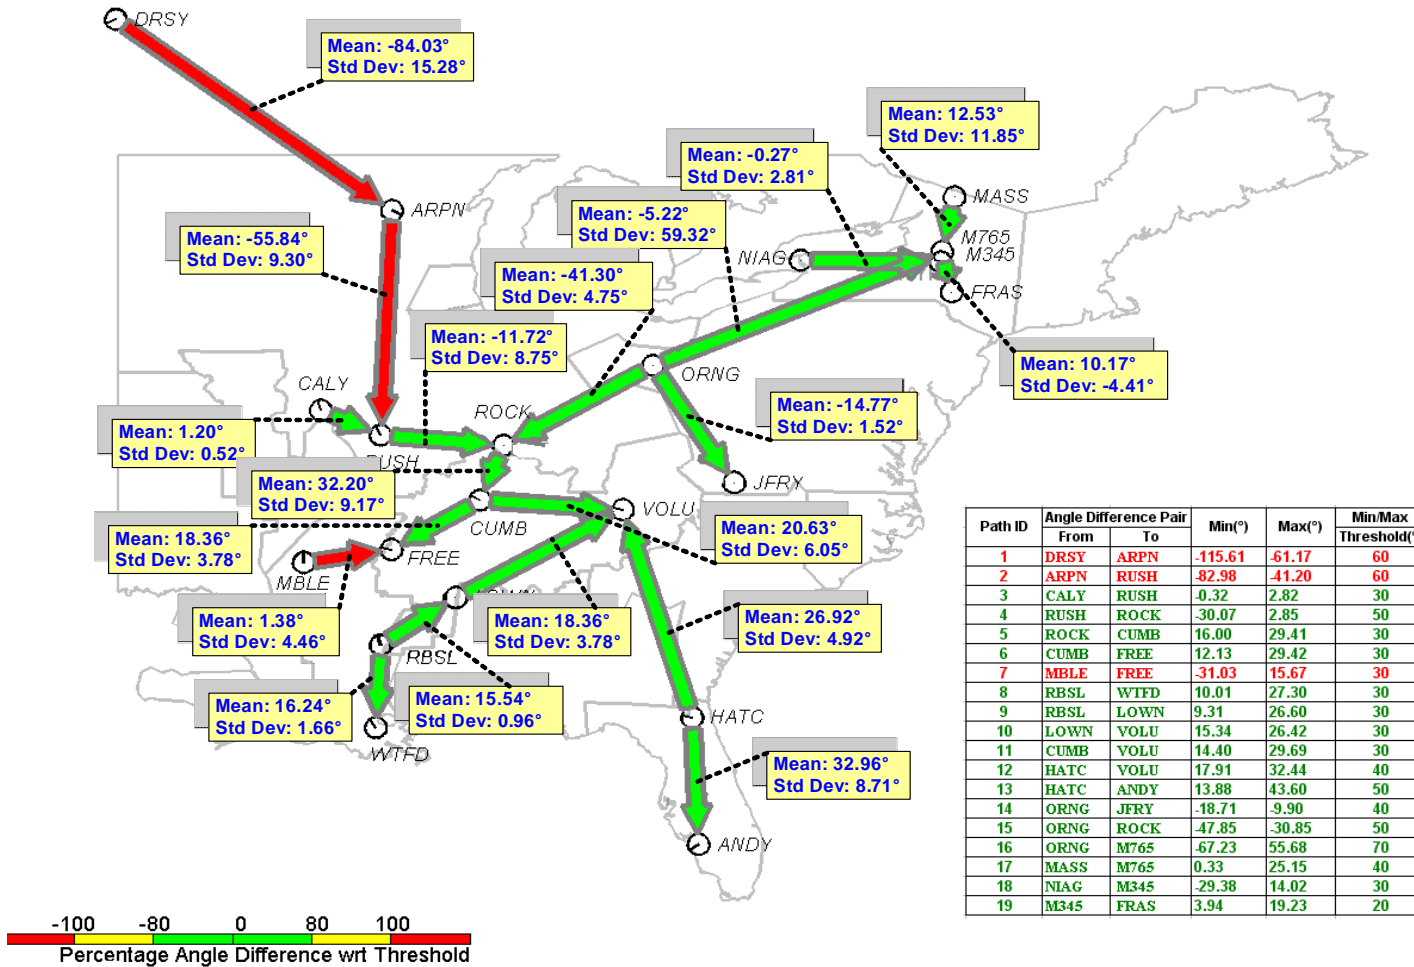 DRSY
Mean: -84.03°
Std Dev: 15.28°
Mean: 12.53°
Std Dev: 11.85°
Mean: -0.27°
Std Dev: 2.81°
MASS
ARPN
Mean: -5.22°
Std Dev: 59.32°
Mean: -55.84°
Std Dev: 9.30°
M765
M345
NIAG
Mean: -41.30°
Std Dev: 4.75°
FRAS
Mean: -11.72°
Std Dev: 8.75°
Mean: 10.17°
Std Dev: -4.41°
ORNG
CALY
ROCK
Mean: -14.77°
Std Dev: 1.52°
Mean: 1.20°
Std Dev: 0.52°
RUSH
Mean: 32.20°
Std Dev: 9.17°
JFRY
VOLU
CUMB
Mean: 20.63°
Std Dev: 6.05°
Mean: 18.36°
Std Dev: 3.78°
FREE
MBLE
LOWN
Mean: 1.38°
Std Dev: 4.46°
Mean: 18.36°
Std Dev: 3.78°
Mean: 26.92°
Std Dev: 4.92°
RBSL
Mean: 16.24°
Std Dev: 1.66°
Mean: 15.54°
Std Dev: 0.96°
HATC
WTFD
Mean: 32.96°
Std Dev: 8.71°
ANDY
Path ID Angle Difference Pair Min(°) Max(°) Min/Max
From To Threshold(°
1 DRSY ARPN -115.61 -61.17 60
2 ARPN RUSH -82.98 -41.20 60
3 CALY RUSH -0.32 2.82 30
4 RUSH ROCK -30.07 2.85 50
5 ROCK CUMB 16.00 29.41 30
6 CUMB FREE 12.13 29.42 30
7 MBLE FREE -31.03 15.67 30
8 RBSL WTFD 10.01 27.30 30
9 RBSL LOWN 9.31 26.60 30
10 LOWN VOLU 15.34 26.42 30
11 CUMB VOLU 14.40 29.69 30
12 HATC VOLU 17.91 32.44 40
13 HATC ANDY 13.88 43.60 50
14 ORNG JFRY -18.71 -9.90 40
15 ORNG ROCK -47.85 -30.85 50
16 ORNG M765 -67.23 55.68 70
17 MASS M765 0.33 25.15 40
18 NIAG M345 -29.38 14.02 30
19 M345 FRAS 3.94 19.23 20
-100 -80 0 80 100
Percentage Angle Difference wrt Threshold